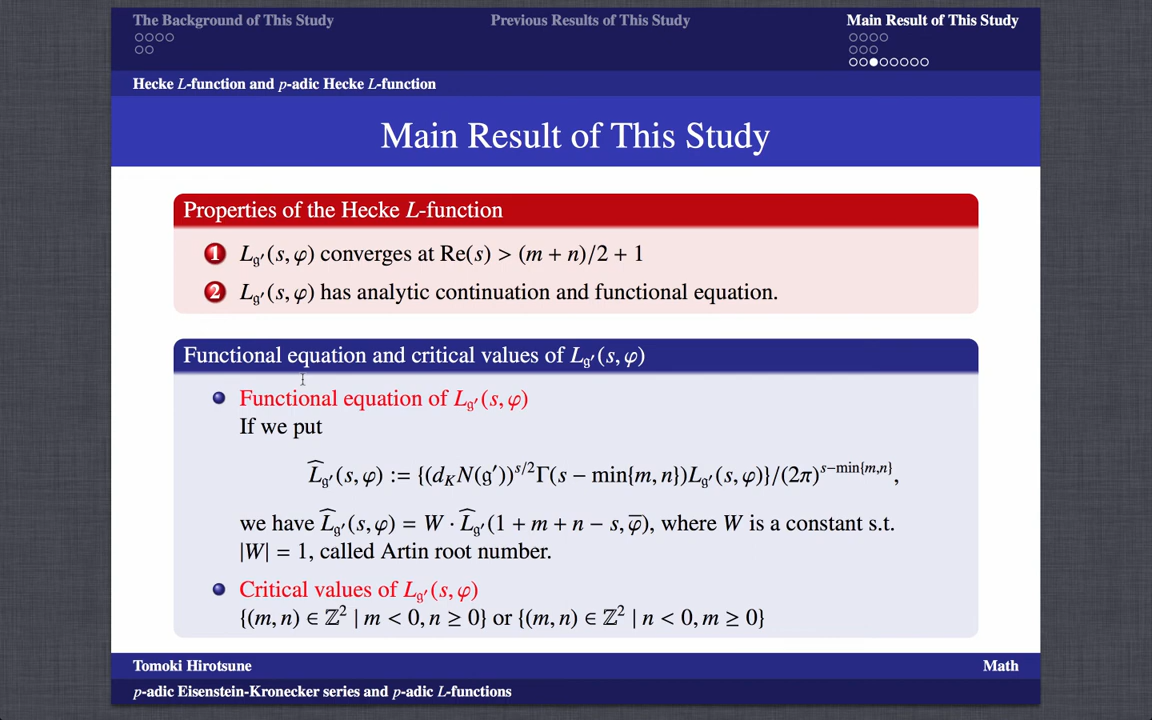 The Background of This Study
Previous Results of This Study
Main Result of This Study
Hecke L-function and p-adic Hecke L-function
Main Result of This Study
Properties of the Hecke L-function
1 L_𝔤′(s, φ) converges at Re(s) > (m + n)/2 + 1
2 L_𝔤′(s, φ) has analytic continuation and functional equation.
Functional equation and critical values of L_𝔤′(s, φ)
Functional equation of L_𝔤′(s, φ)
If we put
L̂_𝔤′(s, φ) := {(d_K N(𝔤′))^{s/2} Γ(s − min{m, n})L_𝔤′(s, φ)}/(2π)^{s−min{m,n}},
we have L̂_𝔤′(s, φ) = W · L̂_𝔤′(1 + m + n − s, φ̅), where W is a constant s.t.
|W| = 1, called Artin root number.
Critical values of L_𝔤′(s, φ)
{(m, n) ∈ ℤ² | m < 0, n ≥ 0} or {(m, n) ∈ ℤ² | n < 0, m ≥ 0}
Tomoki Hirotsune
Math
p-adic Eisenstein-Kronecker series and p-adic L-functions